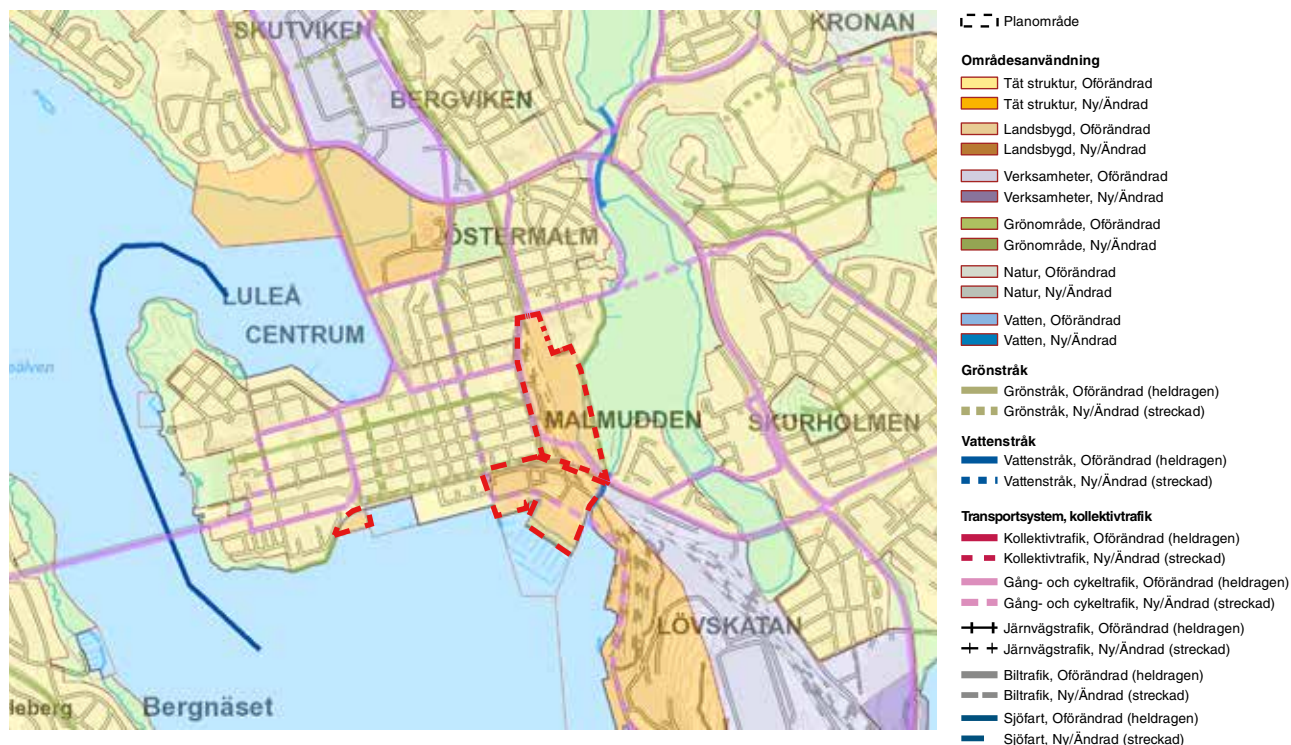 SKUTVIKEN
KRONAN
BERGVIKEN
ÖSTERMALM
LULEÅ
CENTRUM
älven
MALMUDDEN
SKURHOLMEN
LÖVSKATAN
Bergnäset
Planområde
Områdesanvändning
Tät struktur, Oförändrad
Tät struktur, Ny/Ändrad
Landsbygd, Oförändrad
Landsbygd, Ny/Ändrad
Verksamheter, Oförändrad
Verksamheter, Ny/Ändrad
Grönområde, Oförändrad
Grönområde, Ny/Ändrad
Natur, Oförändrad
Natur, Ny/Ändrad
Vatten, Oförändrad
Vatten, Ny/Ändrad
Grönstråk
Grönstråk, Oförändrad (heldragen)
Grönstråk, Ny/Ändrad (streckad)
Vattenstråk
Vattenstråk, Oförändrad (heldragen)
Vattenstråk, Ny/Ändrad (streckad)
Transportsystem, kollektivtrafik
Kollektivtrafik, Oförändrad (heldragen)
Kollektivtrafik, Ny/Ändrad (streckad)
Gång- och cykeltrafik, Oförändrad (heldragen)
Gång- och cykeltrafik, Ny/Ändrad (streckad)
Järnvägstrafik, Oförändrad (heldragen)
Järnvägstrafik, Ny/Ändrad (streckad)
Biltrafik, Oförändrad (heldragen)
Biltrafik, Ny/Ändrad (streckad)
Sjöfart, Oförändrad (heldragen)
Sjöfart, Ny/Ändrad (streckad)